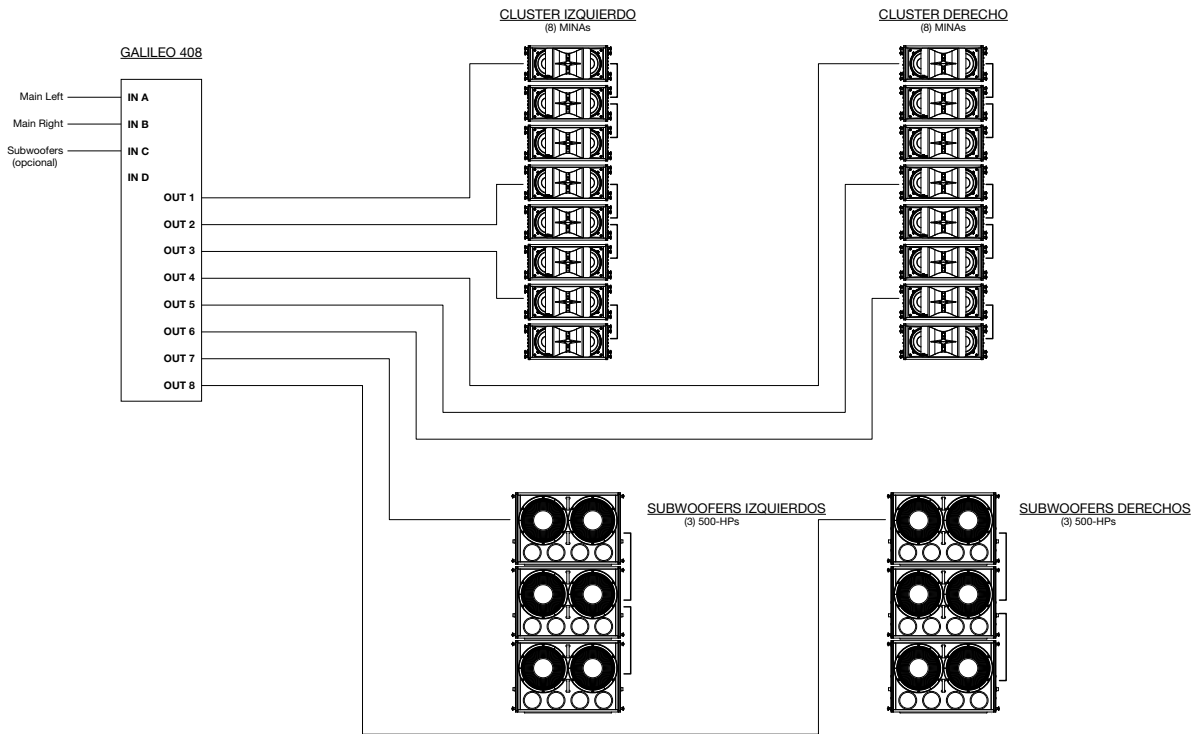 CLUSTER IZQUIERDO
(8) MINAs
CLUSTER DERECHO
(8) MINAs
GALILEO 408
Main Left
IN A
Main Right
IN B
Subwoofers
(opcional)
IN C
IN D
OUT 1
OUT 2
OUT 3
OUT 4
OUT 5
OUT 6
OUT 7
OUT 8
SUBWOOFERS IZQUIERDOS
(3) 500-HPs
SUBWOOFERS DERECHOS
(3) 500-HPs